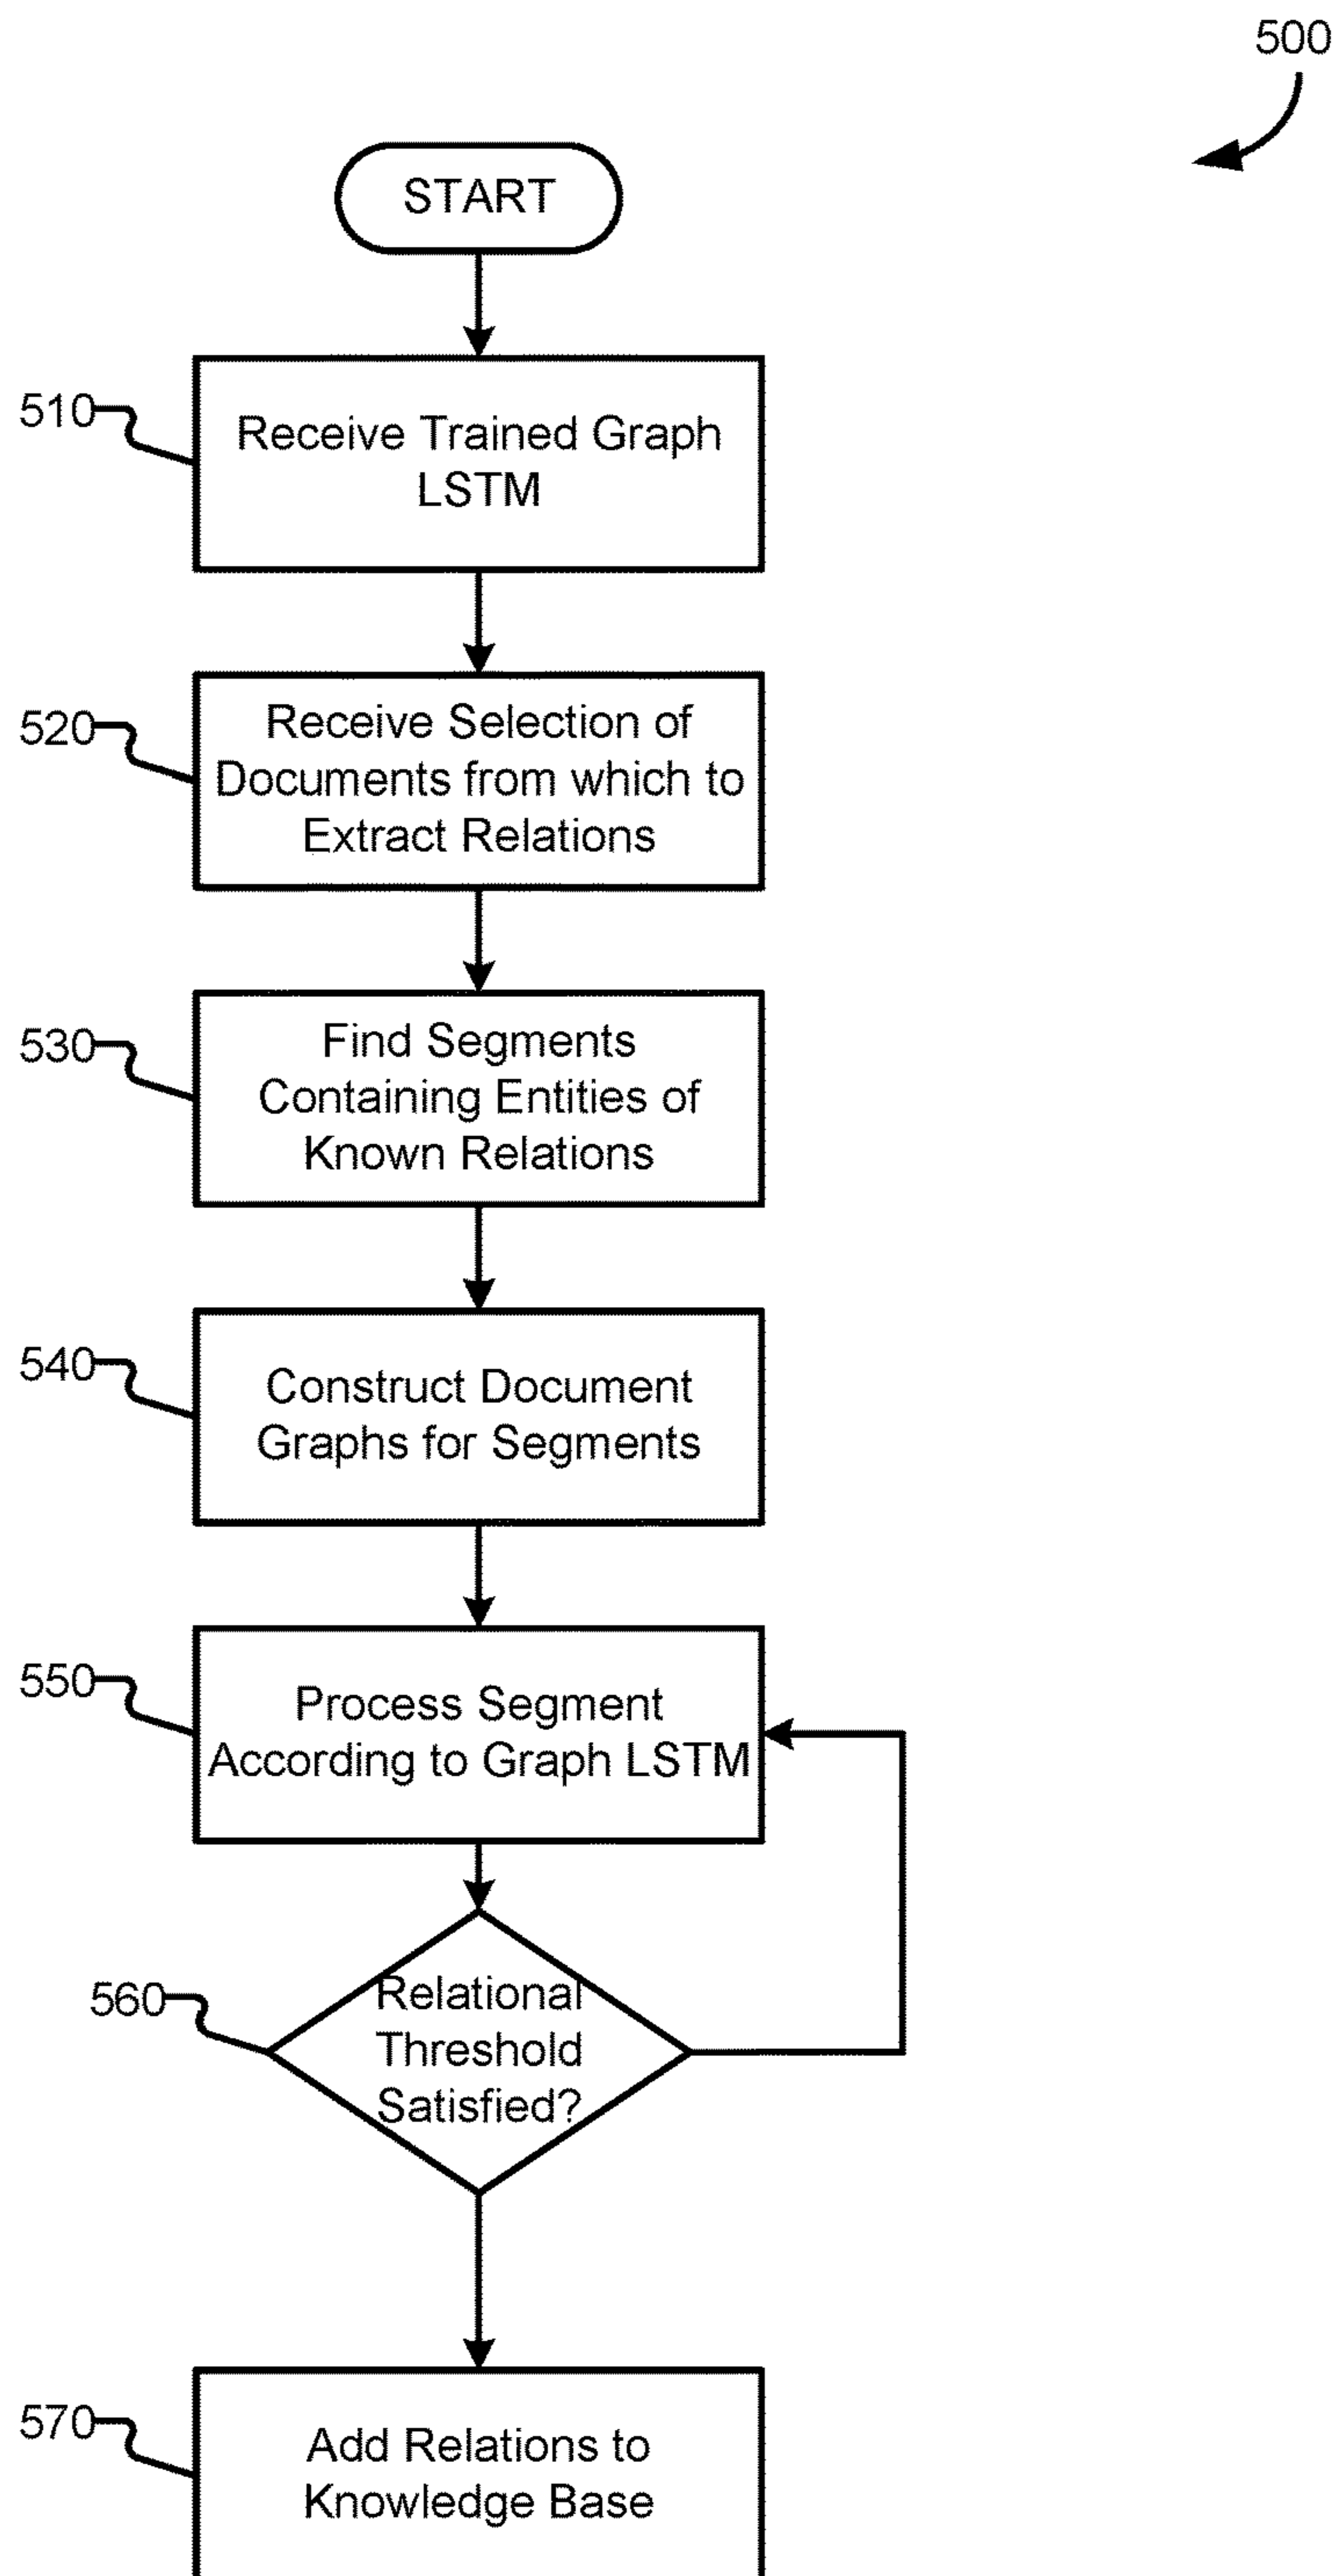 500
START
510
Receive Trained Graph
LSTM
520
Receive Selection of
Documents from which to
Extract Relations
530
Find Segments
Containing Entities of
Known Relations
540
Construct Document
Graphs for Segments
550
Process Segment
According to Graph LSTM
560
Relational
Threshold
Satisfied?
570
Add Relations to
Knowledge Base